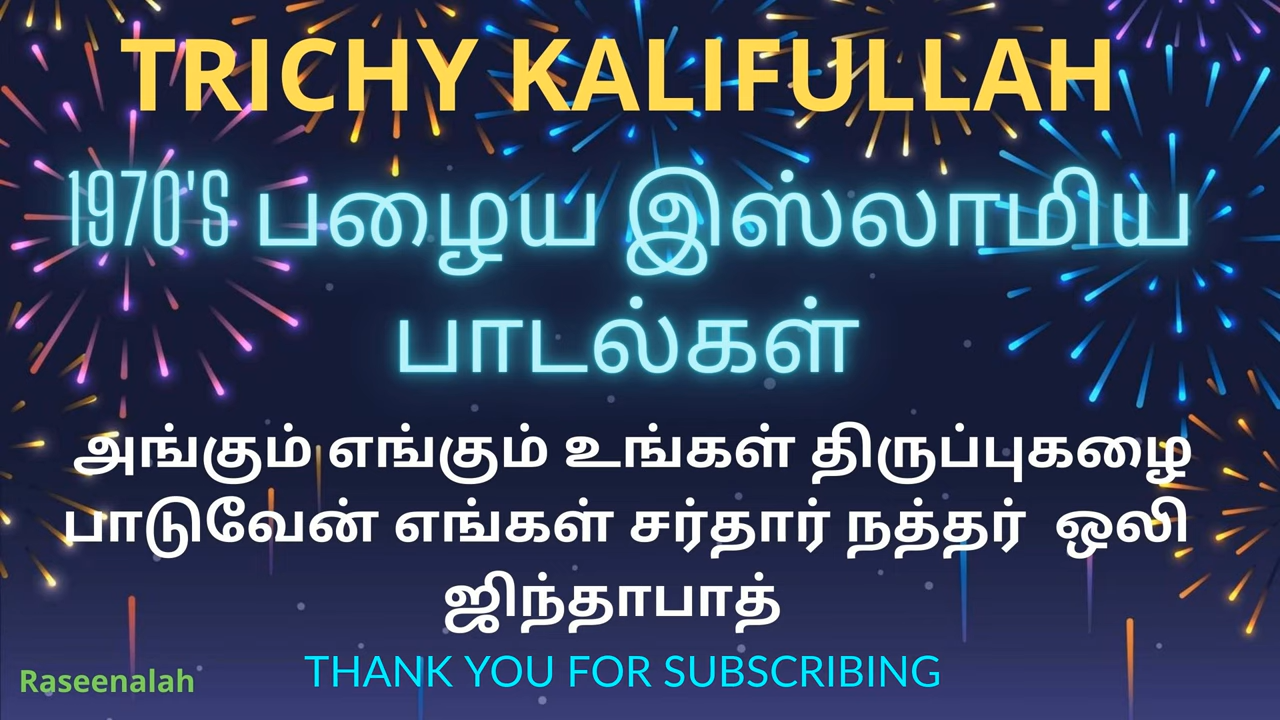 TRICHY KALIFULLAH
1970'S பழைய இஸ்லாமிய
பாடல்கள்
அங்கும் எங்கும் உங்கள் திருப்புகழை
பாடுவேன் எங்கள் சர்தார் நத்தர் ஒலி
ஜிந்தாபாத்
THANK YOU FOR SUBSCRIBING
Raseenalah